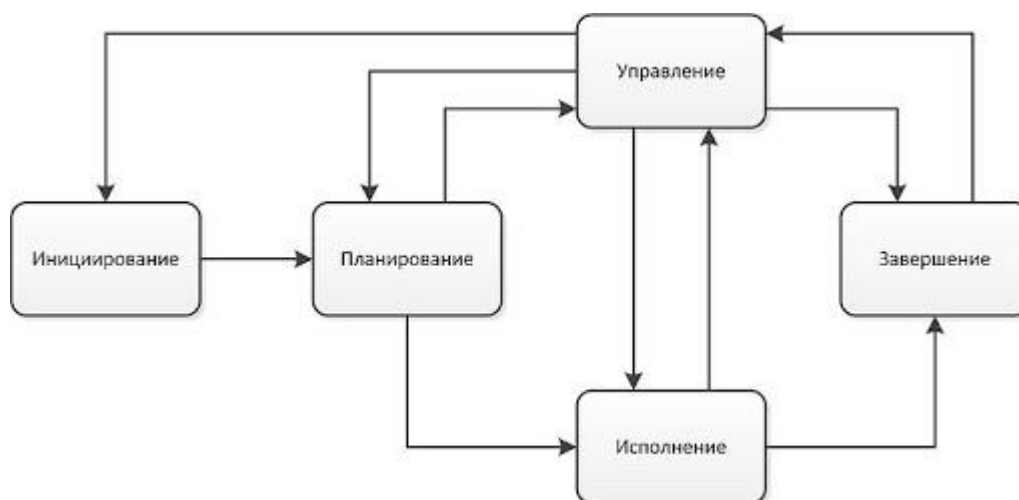 Управление
Инициирование
Планирование
Завершение
Исполнение